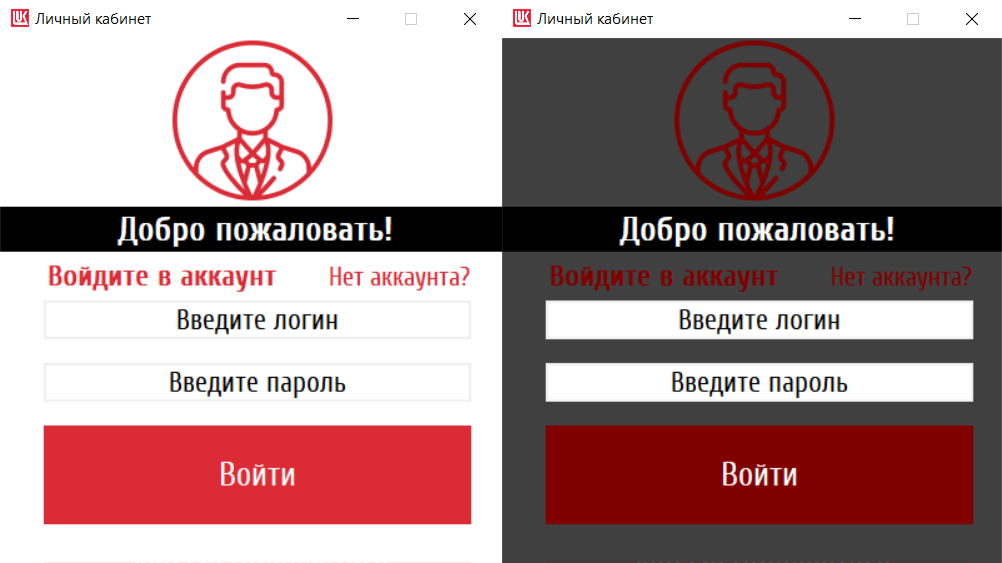 Личный кабинет
Добро пожаловать!
Войдите в аккаунт Нет аккаунта?
Введите логин
Введите пароль
Войти
Личный кабинет
Добро пожаловать!
Войдите в аккаунт Нет аккаунта?
Введите логин
Введите пароль
Войти